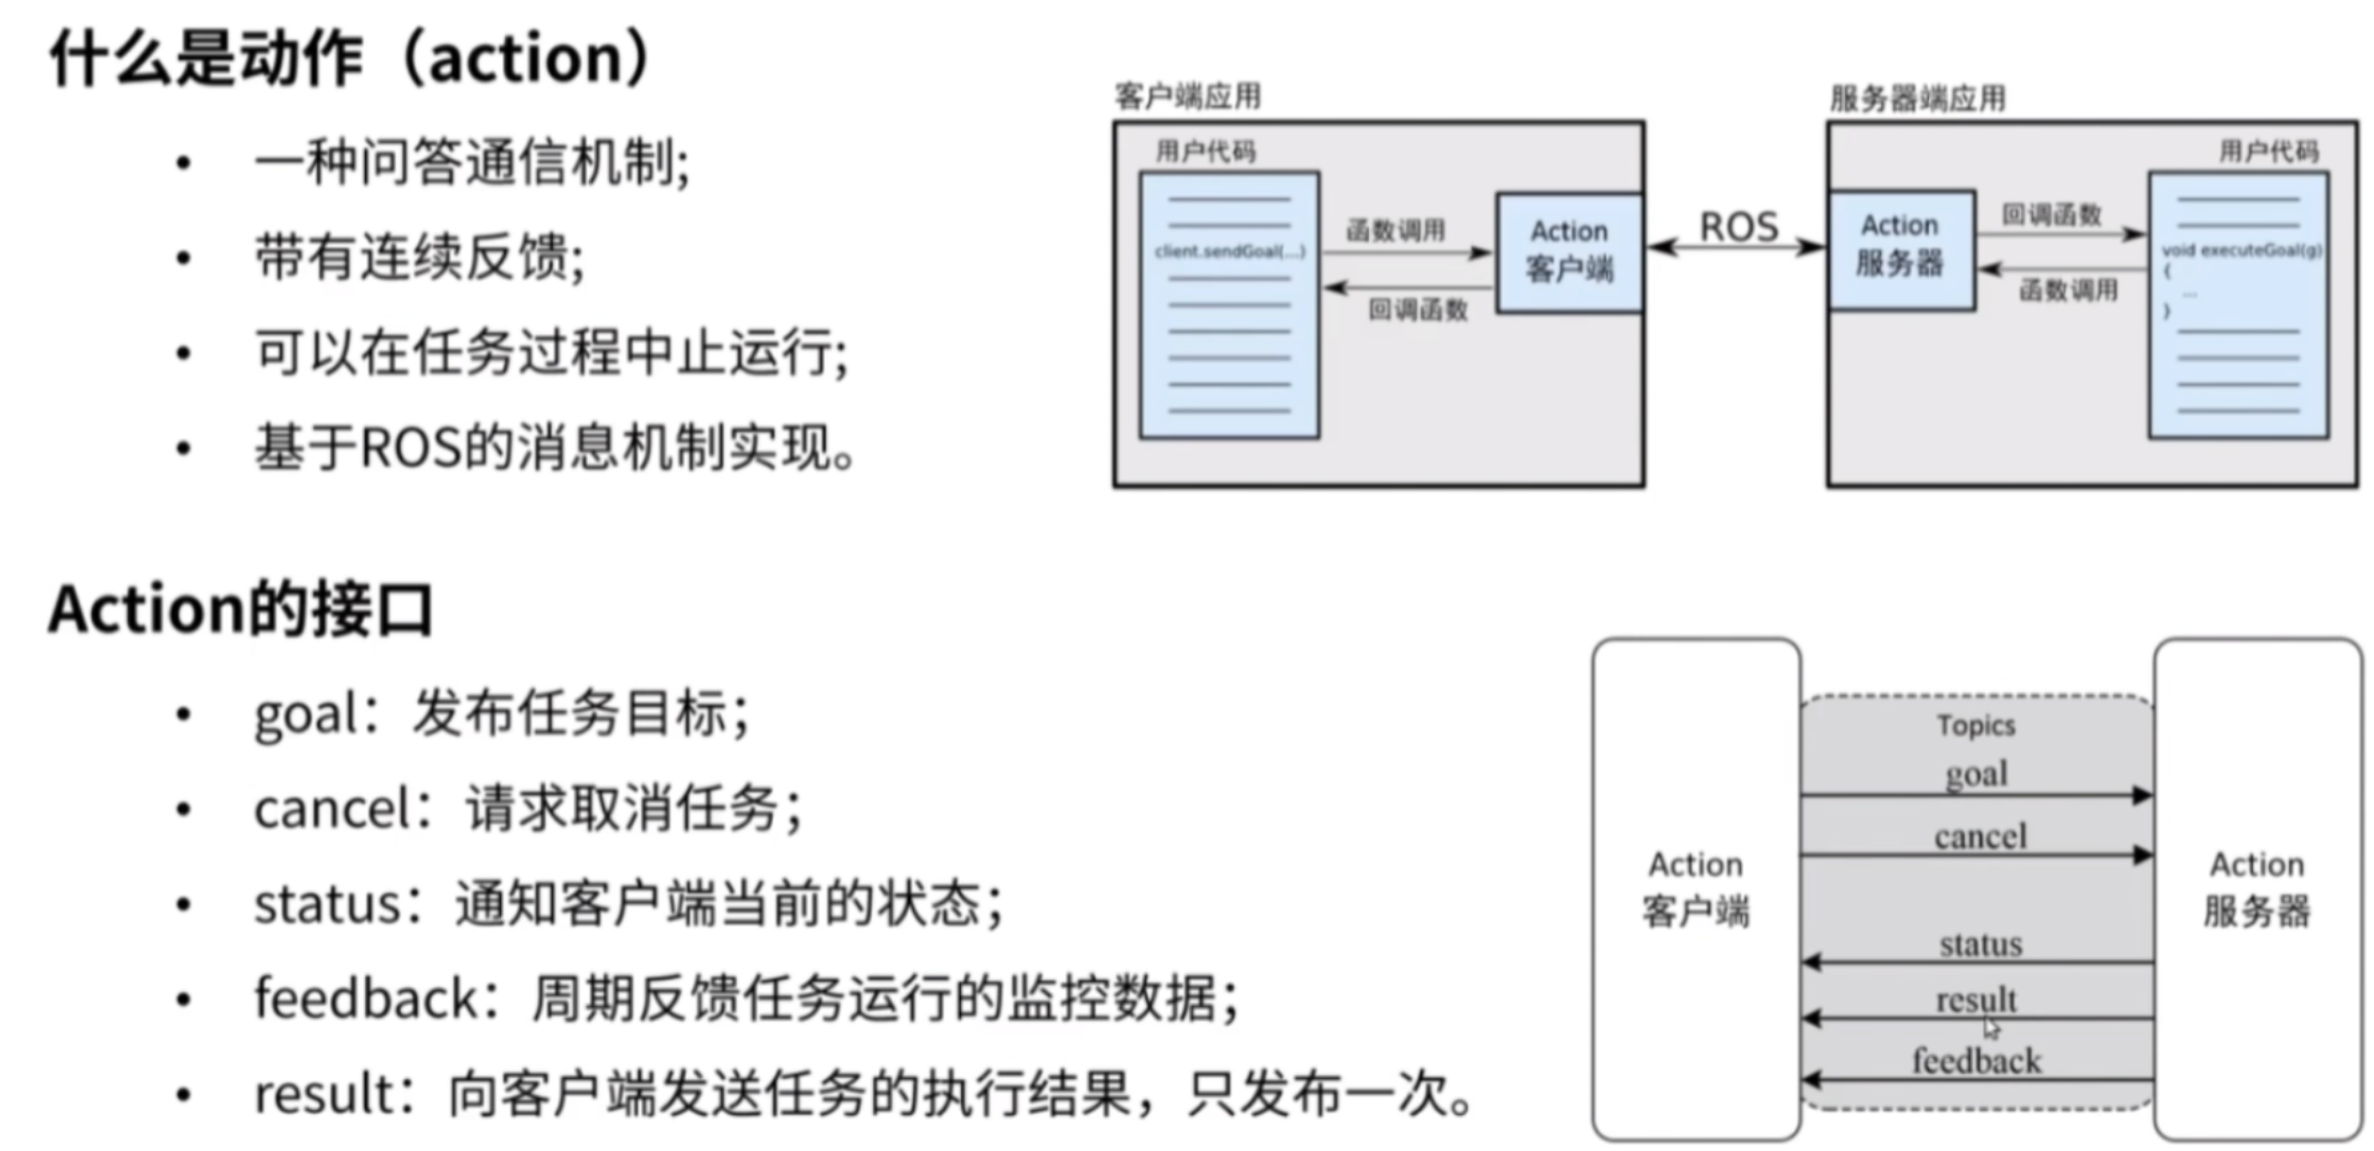 什么是动作（action）
• 一种问答通信机制;
• 带有连续反馈;
• 可以在任务过程中止运行;
• 基于ROS的消息机制实现。
客户端应用
用户代码
client.sendGoal(...)
函数调用
回调函数
Action
客户端
ROS
服务器端应用
Action
服务器
回调函数
函数调用
用户代码
void executeGoal(g)
{
...
}
Action的接口
• goal：发布任务目标；
• cancel：请求取消任务；
• status：通知客户端当前的状态；
• feedback：周期反馈任务运行的监控数据；
• result：向客户端发送任务的执行结果，只发布一次。
Action
客户端
Topics
goal
cancel
status
result
feedback
Action
服务器